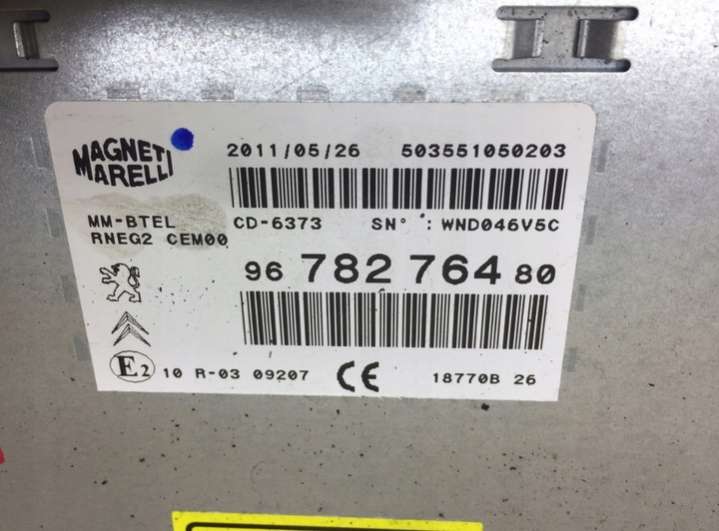 MAGNETI
MARELLI
2011/05/26 503551050203
MM-BTEL CD-6373 SN° : WND046V5C
RNEG2 CEM00
96 782 764 80
E2 10 R-03 09207 CE 18770B 26